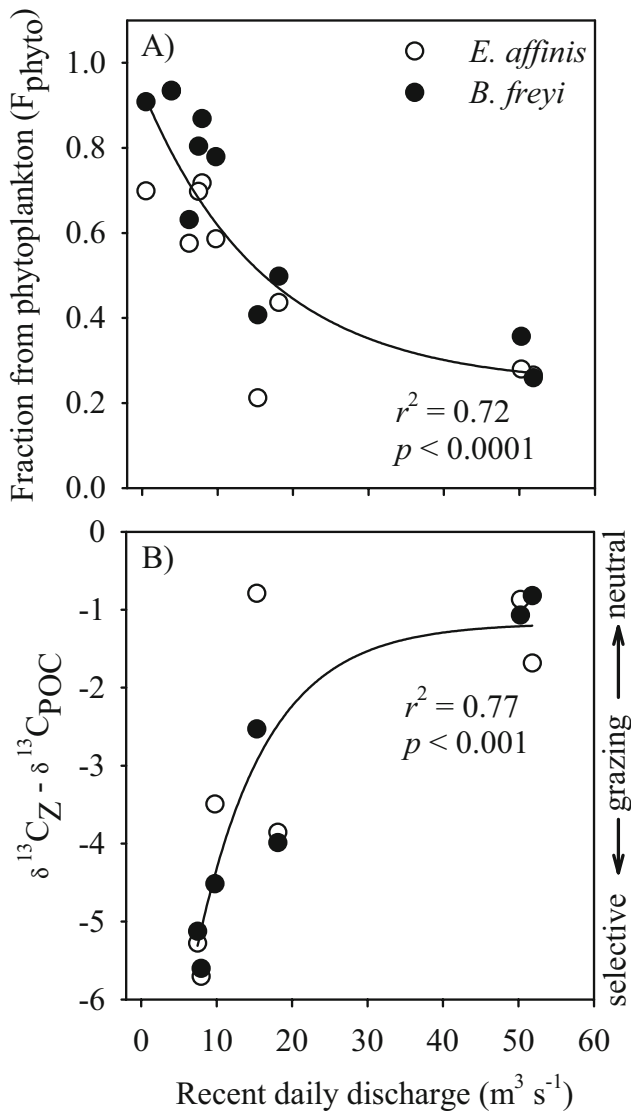 A)
E. affinis
B. freyi
Fraction from phytoplankton (Fphyto)
1.0
0.8
0.6
0.4
0.2
0.0
r² = 0.72
p < 0.0001
B)
δ ¹³CZ - δ ¹³CPOC
0
-1
-2
-3
-4
-5
-6
r² = 0.77
p < 0.001
selective grazing neutral
0 10 20 30 40 50 60
Recent daily discharge (m³ s⁻¹)